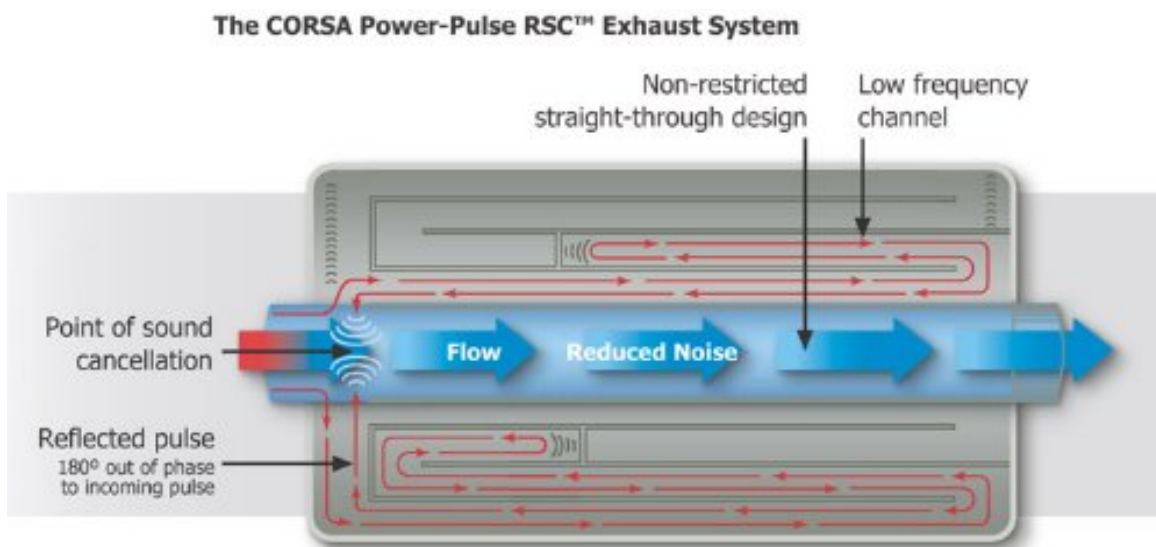 The CORSA Power-Pulse RSC™ Exhaust System
Non-restricted
straight-through design
Low frequency
channel
Point of sound
cancellation
Flow
Reduced Noise
Reflected pulse
180º out of phase
to incoming pulse